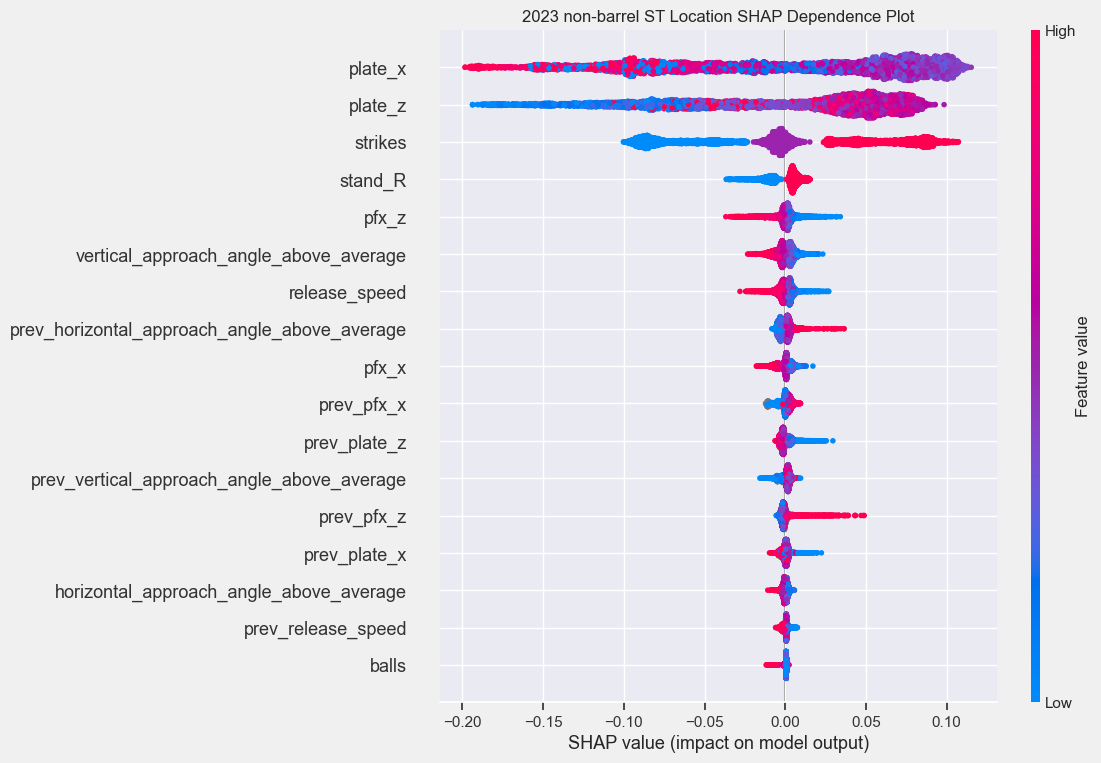 2023 non-barrel ST Location SHAP Dependence Plot
High
plate_x
plate_z
strikes
stand_R
pfx_z
vertical_approach_angle_above_average
release_speed
prev_horizontal_approach_angle_above_average
pfx_x
prev_pfx_x
prev_plate_z
prev_vertical_approach_angle_above_average
prev_pfx_z
prev_plate_x
horizontal_approach_angle_above_average
prev_release_speed
balls
Feature value
Low
−0.20 −0.15 −0.10 −0.05 0.00 0.05 0.10
SHAP value (impact on model output)